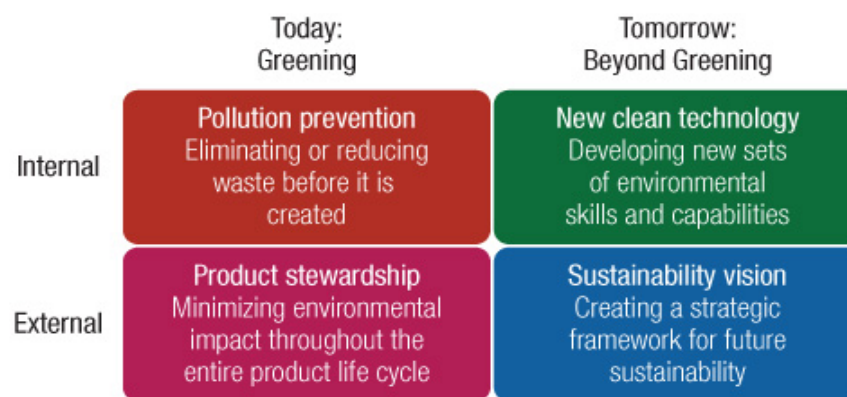 Today:
Greening
Tomorrow:
Beyond Greening
Internal
Pollution prevention
Eliminating or reducing
waste before it is
created
New clean technology
Developing new sets
of environmental
skills and capabilities
External
Product stewardship
Minimizing environmental
impact throughout the
entire product life cycle
Sustainability vision
Creating a strategic
framework for future
sustainability